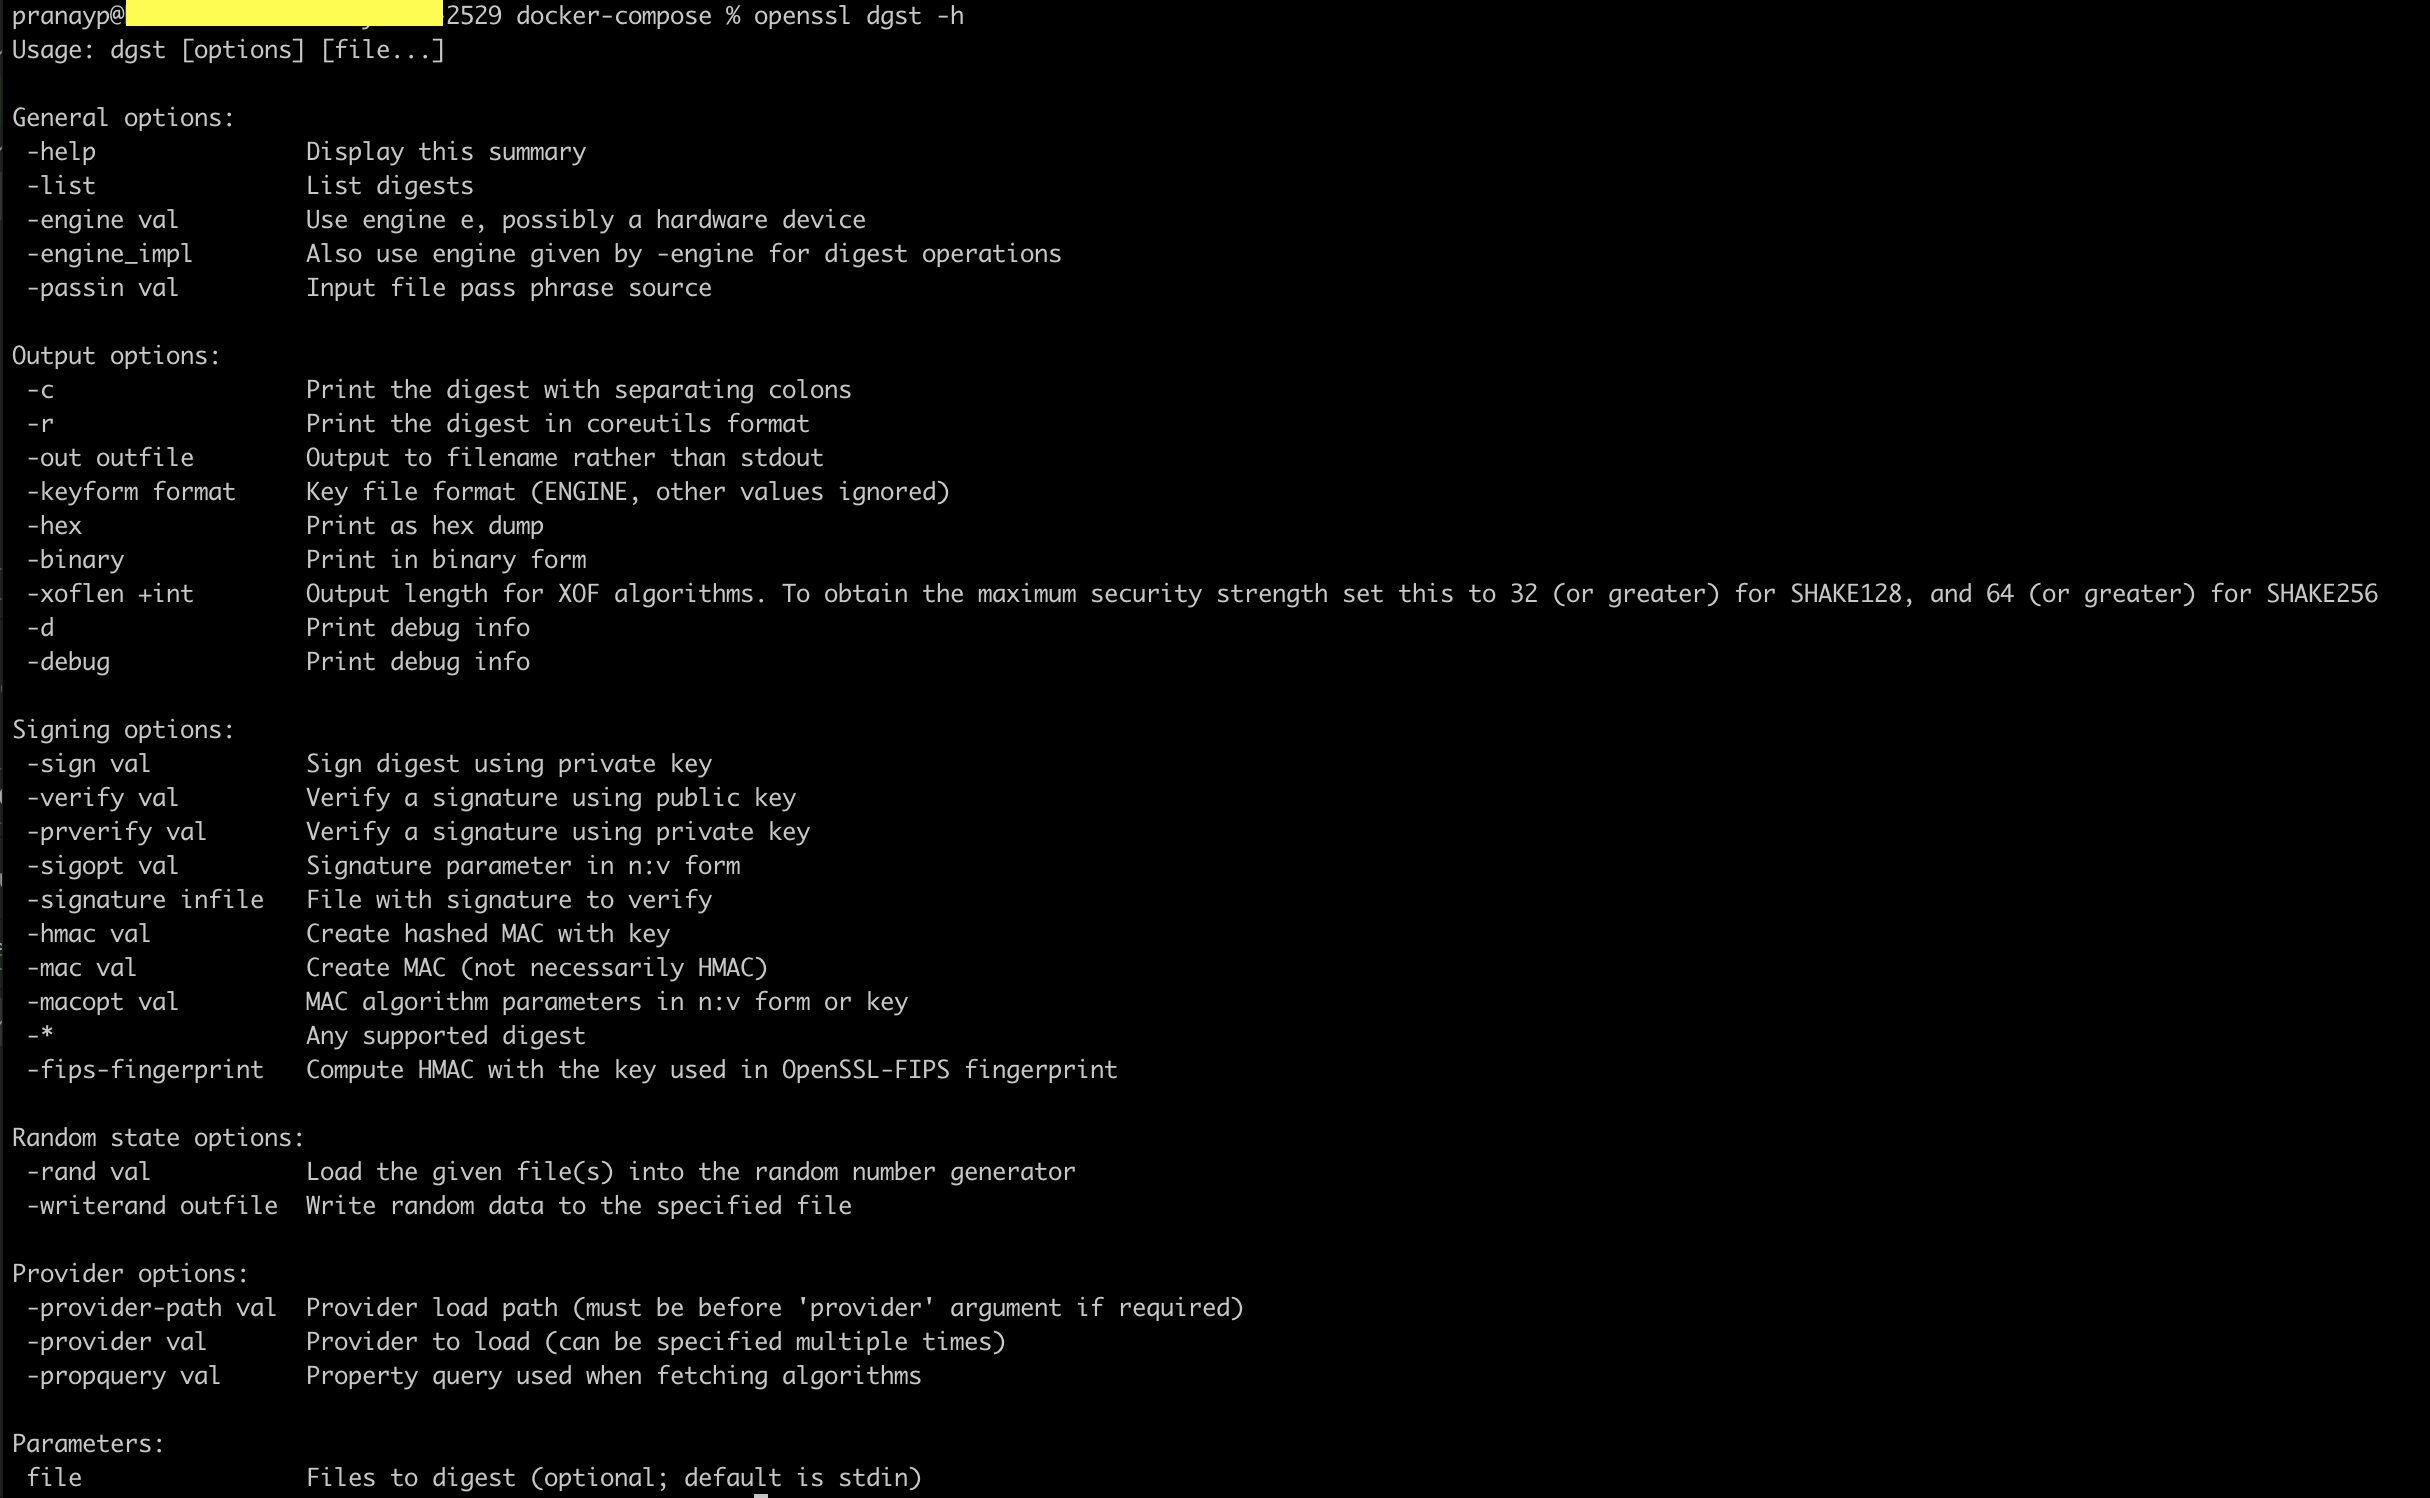 pranayp@ 2529 docker-compose % openssl dgst -h
Usage: dgst [options] [file...]
General options:
-help Display this summary
-list List digests
-engine val Use engine e, possibly a hardware device
-engine_impl Also use engine given by -engine for digest operations
-passin val Input file pass phrase source
Output options:
-c Print the digest with separating colons
-r Print the digest in coreutils format
-out outfile Output to filename rather than stdout
-keyform format Key file format (ENGINE, other values ignored)
-hex Print as hex dump
-binary Print in binary form
-xoflen +int Output length for XOF algorithms. To obtain the maximum security strength set this to 32 (or greater) for SHAKE128, and 64 (or greater) for SHAKE256
-d Print debug info
-debug Print debug info
Signing options:
-sign val Sign digest using private key
-verify val Verify a signature using public key
-prverify val Verify a signature using private key
-sigopt val Signature parameter in n:v form
-signature infile File with signature to verify
-hmac val Create hashed MAC with key
-mac val Create MAC (not necessarily HMAC)
-macopt val MAC algorithm parameters in n:v form or key
-* Any supported digest
-fips-fingerprint Compute HMAC with the key used in OpenSSL-FIPS fingerprint
Random state options:
-rand val Load the given file(s) into the random number generator
-writerand outfile Write random data to the specified file
Provider options:
-provider-path val Provider load path (must be before 'provider' argument if required)
-provider val Provider to load (can be specified multiple times)
-propquery val Property query used when fetching algorithms
Parameters:
file Files to digest (optional; default is stdin)